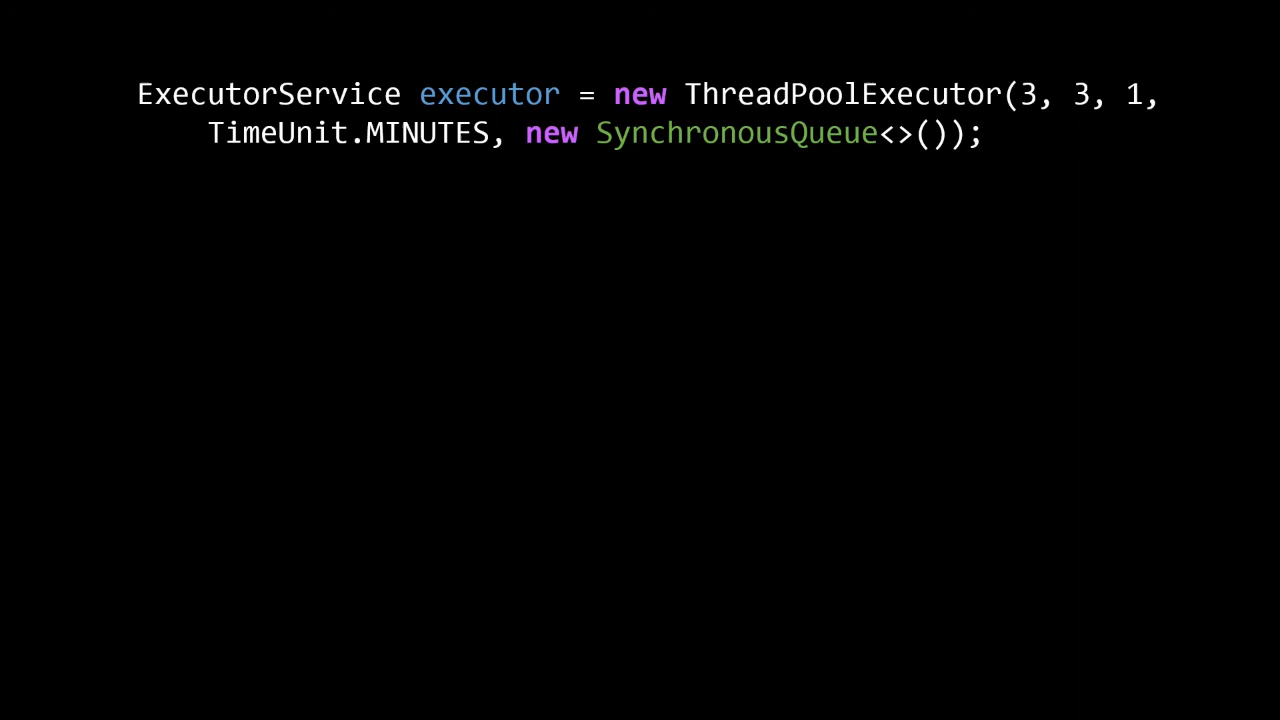 ExecutorService executor = new ThreadPoolExecutor(3, 3, 1,
TimeUnit.MINUTES, new SynchronousQueue<>());